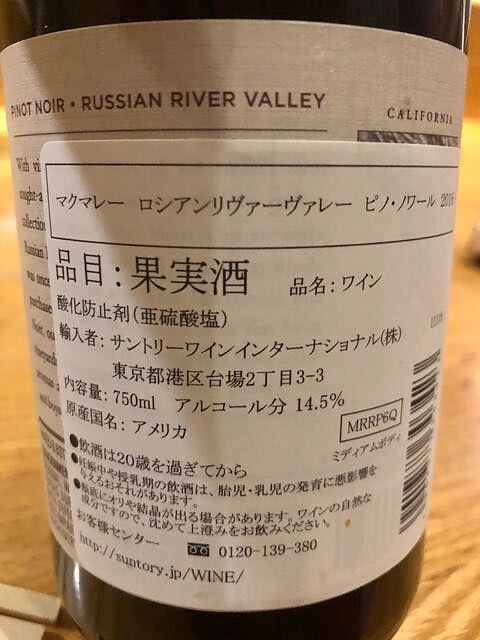 PINOT NOIR • RUSSIAN RIVER VALLEY
CALIFORNIA
マクマレー ロシアンリヴァーヴァレー ピノ・ノワール
品目：果実酒 品名：ワイン
酸化防止剤（亜硫酸塩）
輸入者：サントリーワインインターナショナル(株)
東京都港区台場2丁目3-3
内容量：750ml アルコール分 14.5%
原産国名：アメリカ
MRRP6Q
ミディアムボディ
●飲酒は20歳を過ぎてから
●妊娠中や授乳期の飲酒は、胎児・乳児の発育に悪影響を
与えるおそれがあります。
●瓶底にオリや結晶が出る場合があります。ワインの自然な
成分ですので、沈めて上澄みをお飲みください。
お客様センター 0120-139-380
http://suntory.jp/WINE/
With
collection
Russian
was once
purchase
Noir, ou
vineyards